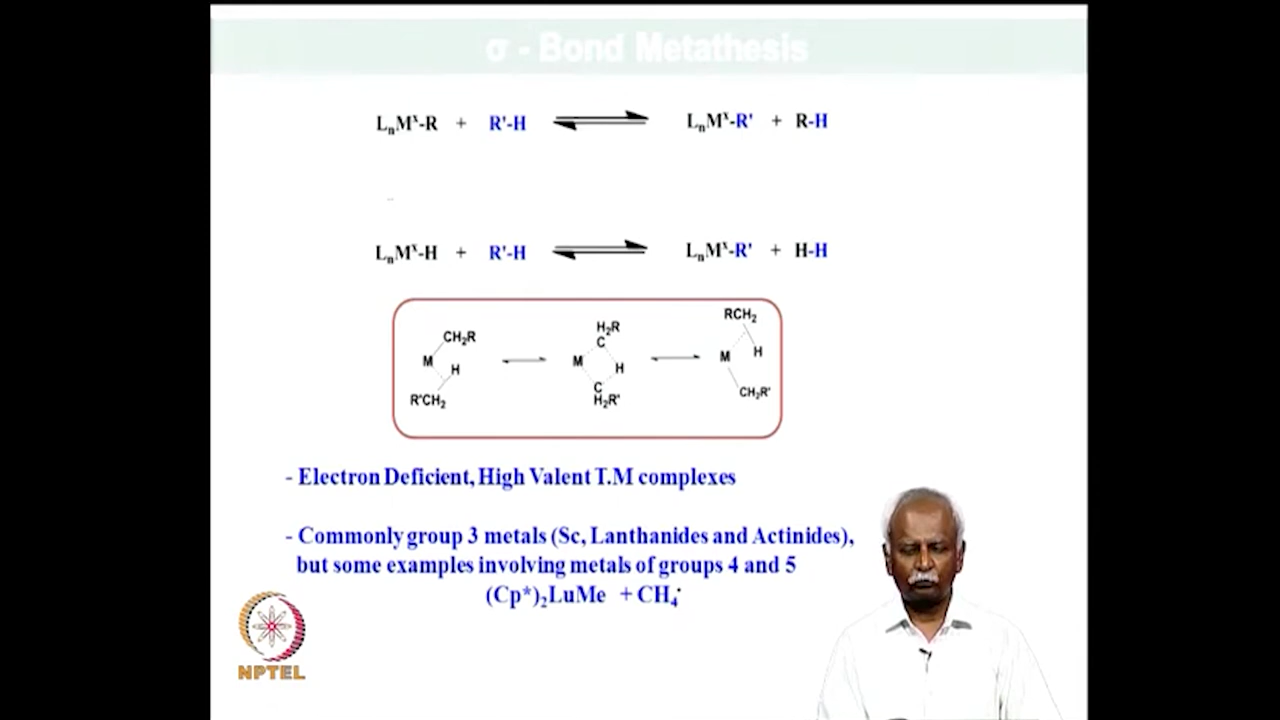 σ - Bond Metathesis
LₙMˣ-R + R'-H ⇌ LₙMˣ-R' + R-H
LₙMˣ-H + R'-H ⇌ LₙMˣ-R' + H-H
CH₂R
M
H
R'CH₂
H₂R
C
M
H
C
H₂R'
RCH₂
M
H
CH₂R'
- Electron Deficient, High Valent T.M complexes
- Commonly group 3 metals (Sc, Lanthanides and Actinides),
but some examples involving metals of groups 4 and 5
(Cp*)₂LuMe + CH₄
NPTEL